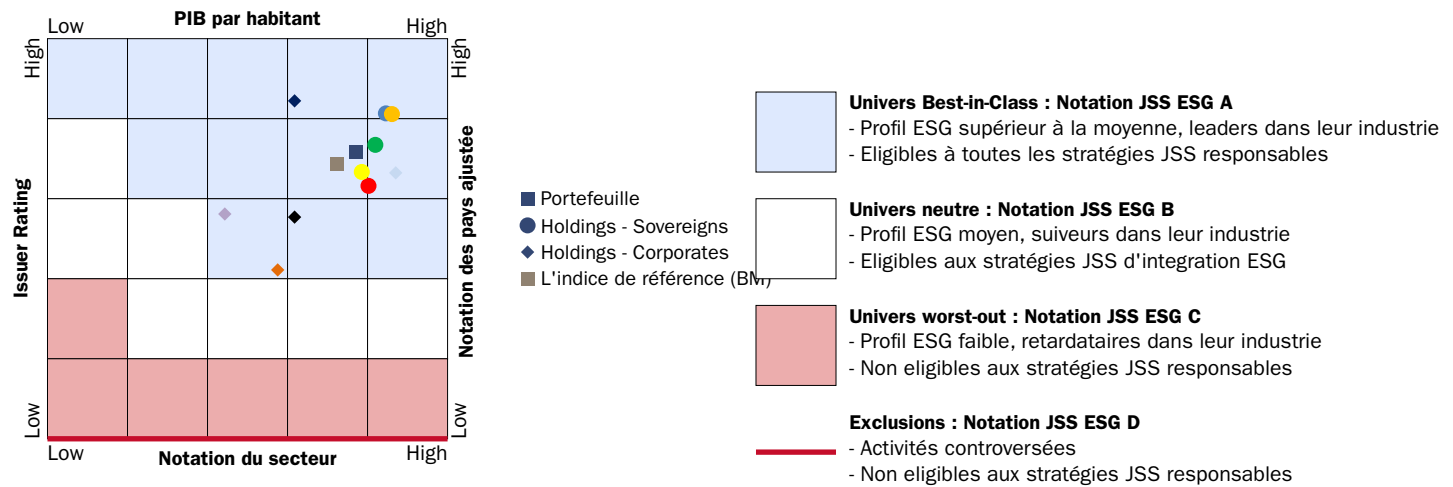 PIB par habitant
Low
High
High
High
Issuer Rating
Notation des pays ajustée
Low
Low
Low
High
Notation du secteur
Portefeuille
Holdings - Sovereigns
Holdings - Corporates
L'indice de référence (BM)
Univers Best-in-Class : Notation JSS ESG A
- Profil ESG supérieur à la moyenne, leaders dans leur industrie
- Eligibles à toutes les stratégies JSS responsables
Univers neutre : Notation JSS ESG B
- Profil ESG moyen, suiveurs dans leur industrie
- Eligibles aux stratégies JSS d'integration ESG
Univers worst-out : Notation JSS ESG C
- Profil ESG faible, retardataires dans leur industrie
- Non eligibles aux stratégies JSS responsables
Exclusions : Notation JSS ESG D
- Activités controversées
- Non eligibles aux stratégies JSS responsables